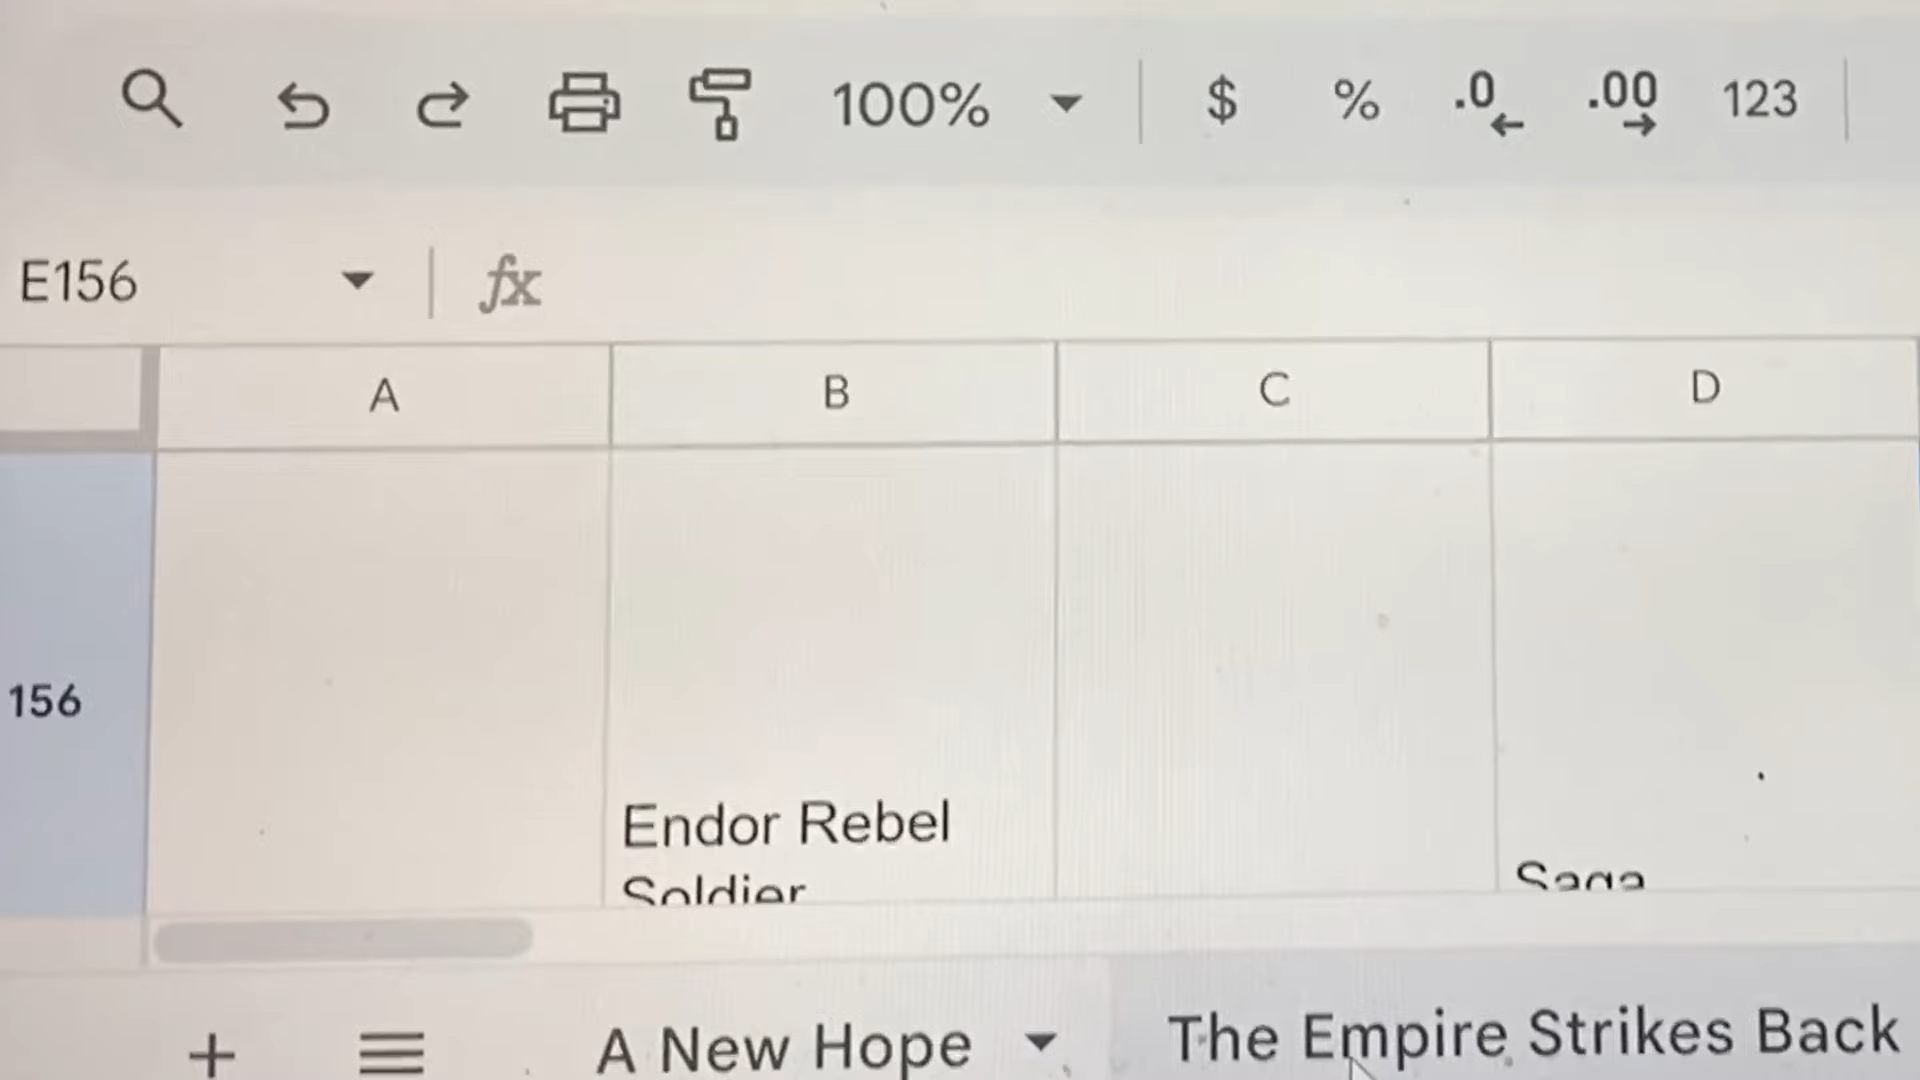 100% $ % .0 .00 123
E156 fx
A B C D
156
Endor Rebel
Soldier
Saga
A New Hope The Empire Strikes Back